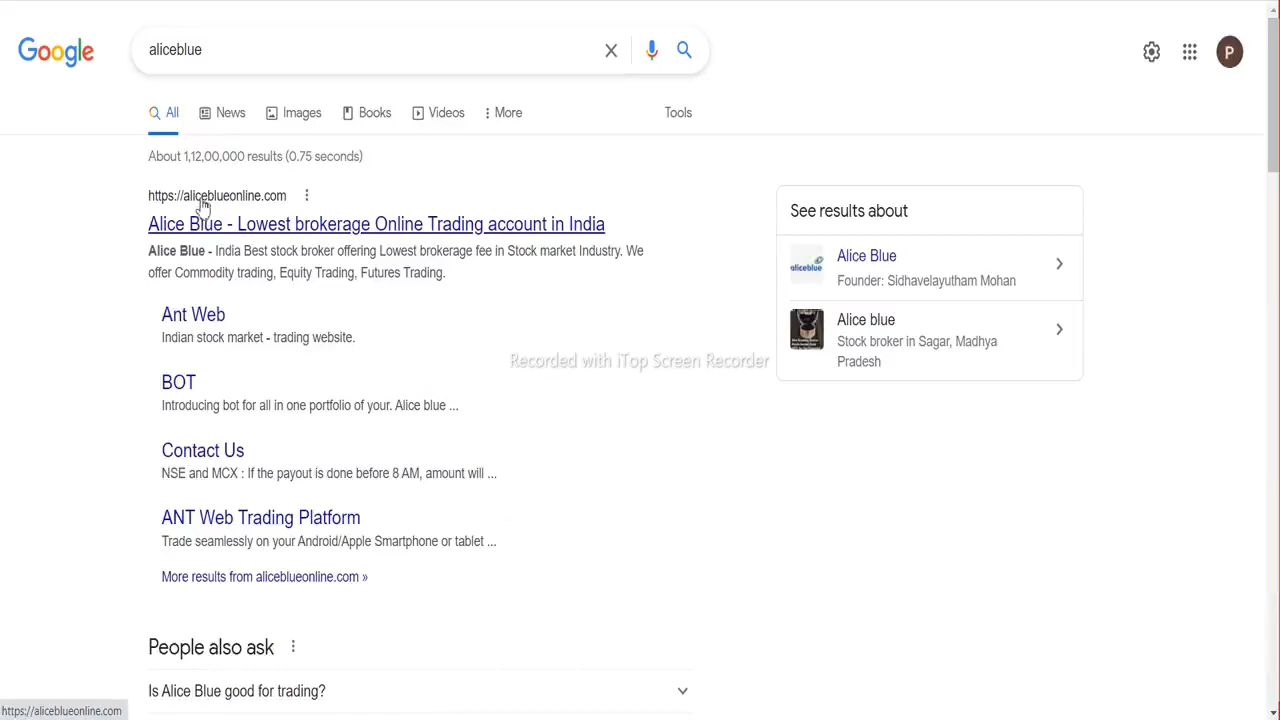 Google
aliceblue
P
All
News
Images
Books
Videos
More
Tools
About 1,12,00,000 results (0.75 seconds)
https://aliceblueonline.com
Alice Blue - Lowest brokerage Online Trading account in India
Alice Blue - India Best stock broker offering Lowest brokerage fee in Stock market Industry. We
offer Commodity trading, Equity Trading, Futures Trading.
Ant Web
Indian stock market - trading website.
BOT
Introducing bot for all in one portfolio of your. Alice blue ...
Contact Us
NSE and MCX : If the payout is done before 8 AM, amount will ...
ANT Web Trading Platform
Trade seamlessly on your Android/Apple Smartphone or tablet ...
More results from aliceblueonline.com »
People also ask
Is Alice Blue good for trading?
See results about
aliceblue
Alice Blue
Founder: Sidhavelayutham Mohan
Alice blue
Stock broker in Sagar, Madhya
Pradesh
Recorded with iTop Screen Recorder
https://aliceblueonline.com